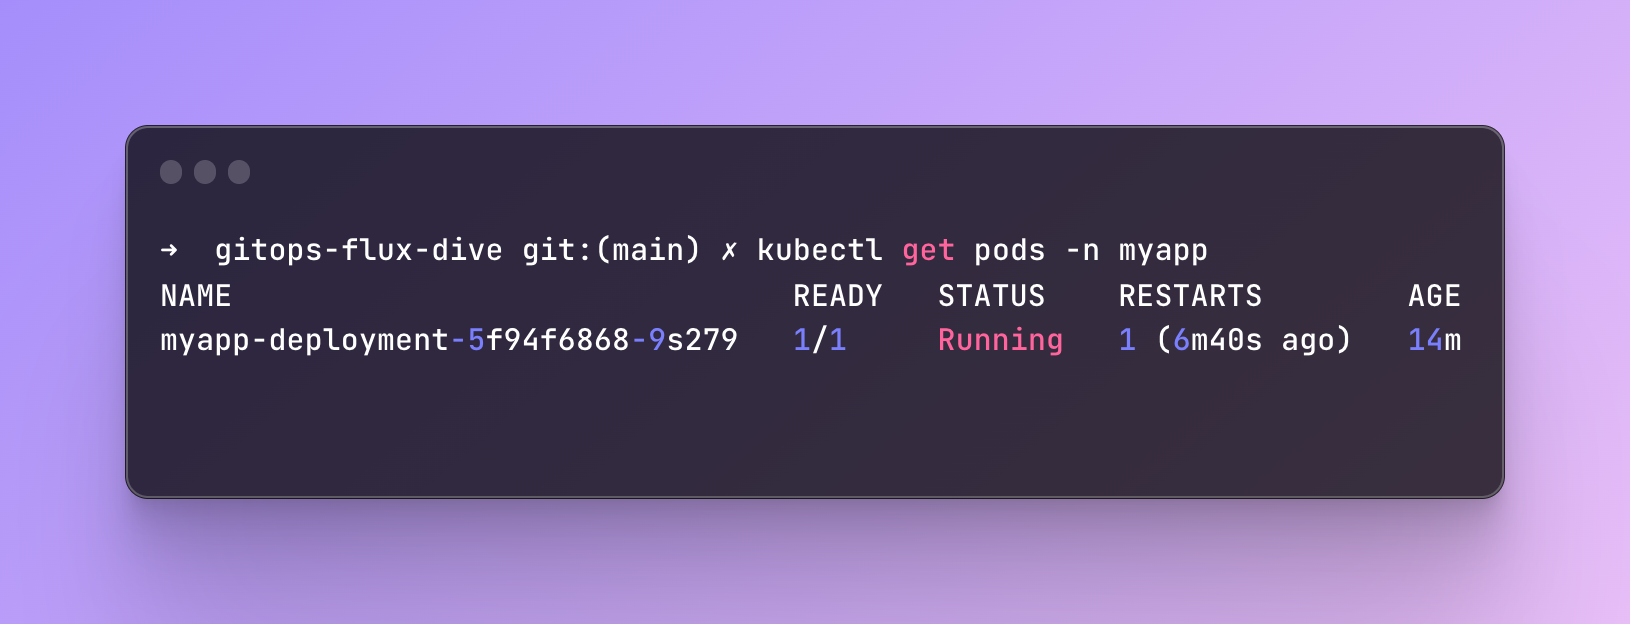 ➜  gitops-flux-dive git:(main) ✗ kubectl get pods -n myapp
NAME                               READY   STATUS    RESTARTS        AGE
myapp-deployment-5f94f6868-9s279   1/1     Running   1 (6m40s ago)   14m